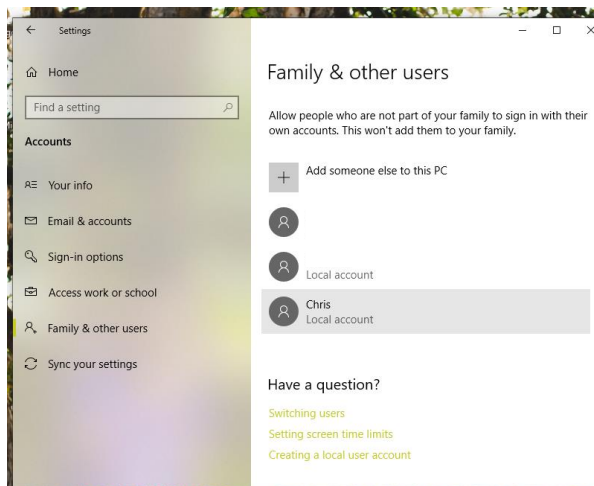 Settings
Home
Find a setting
Accounts
Your info
Email & accounts
Sign-in options
Access work or school
Family & other users
Sync your settings
Family & other users
Allow people who are not part of your family to sign in with their
own accounts. This won't add them to your family.
Add someone else to this PC
Local account
Chris
Local account
Have a question?
Switching users
Setting screen time limits
Creating a local user account